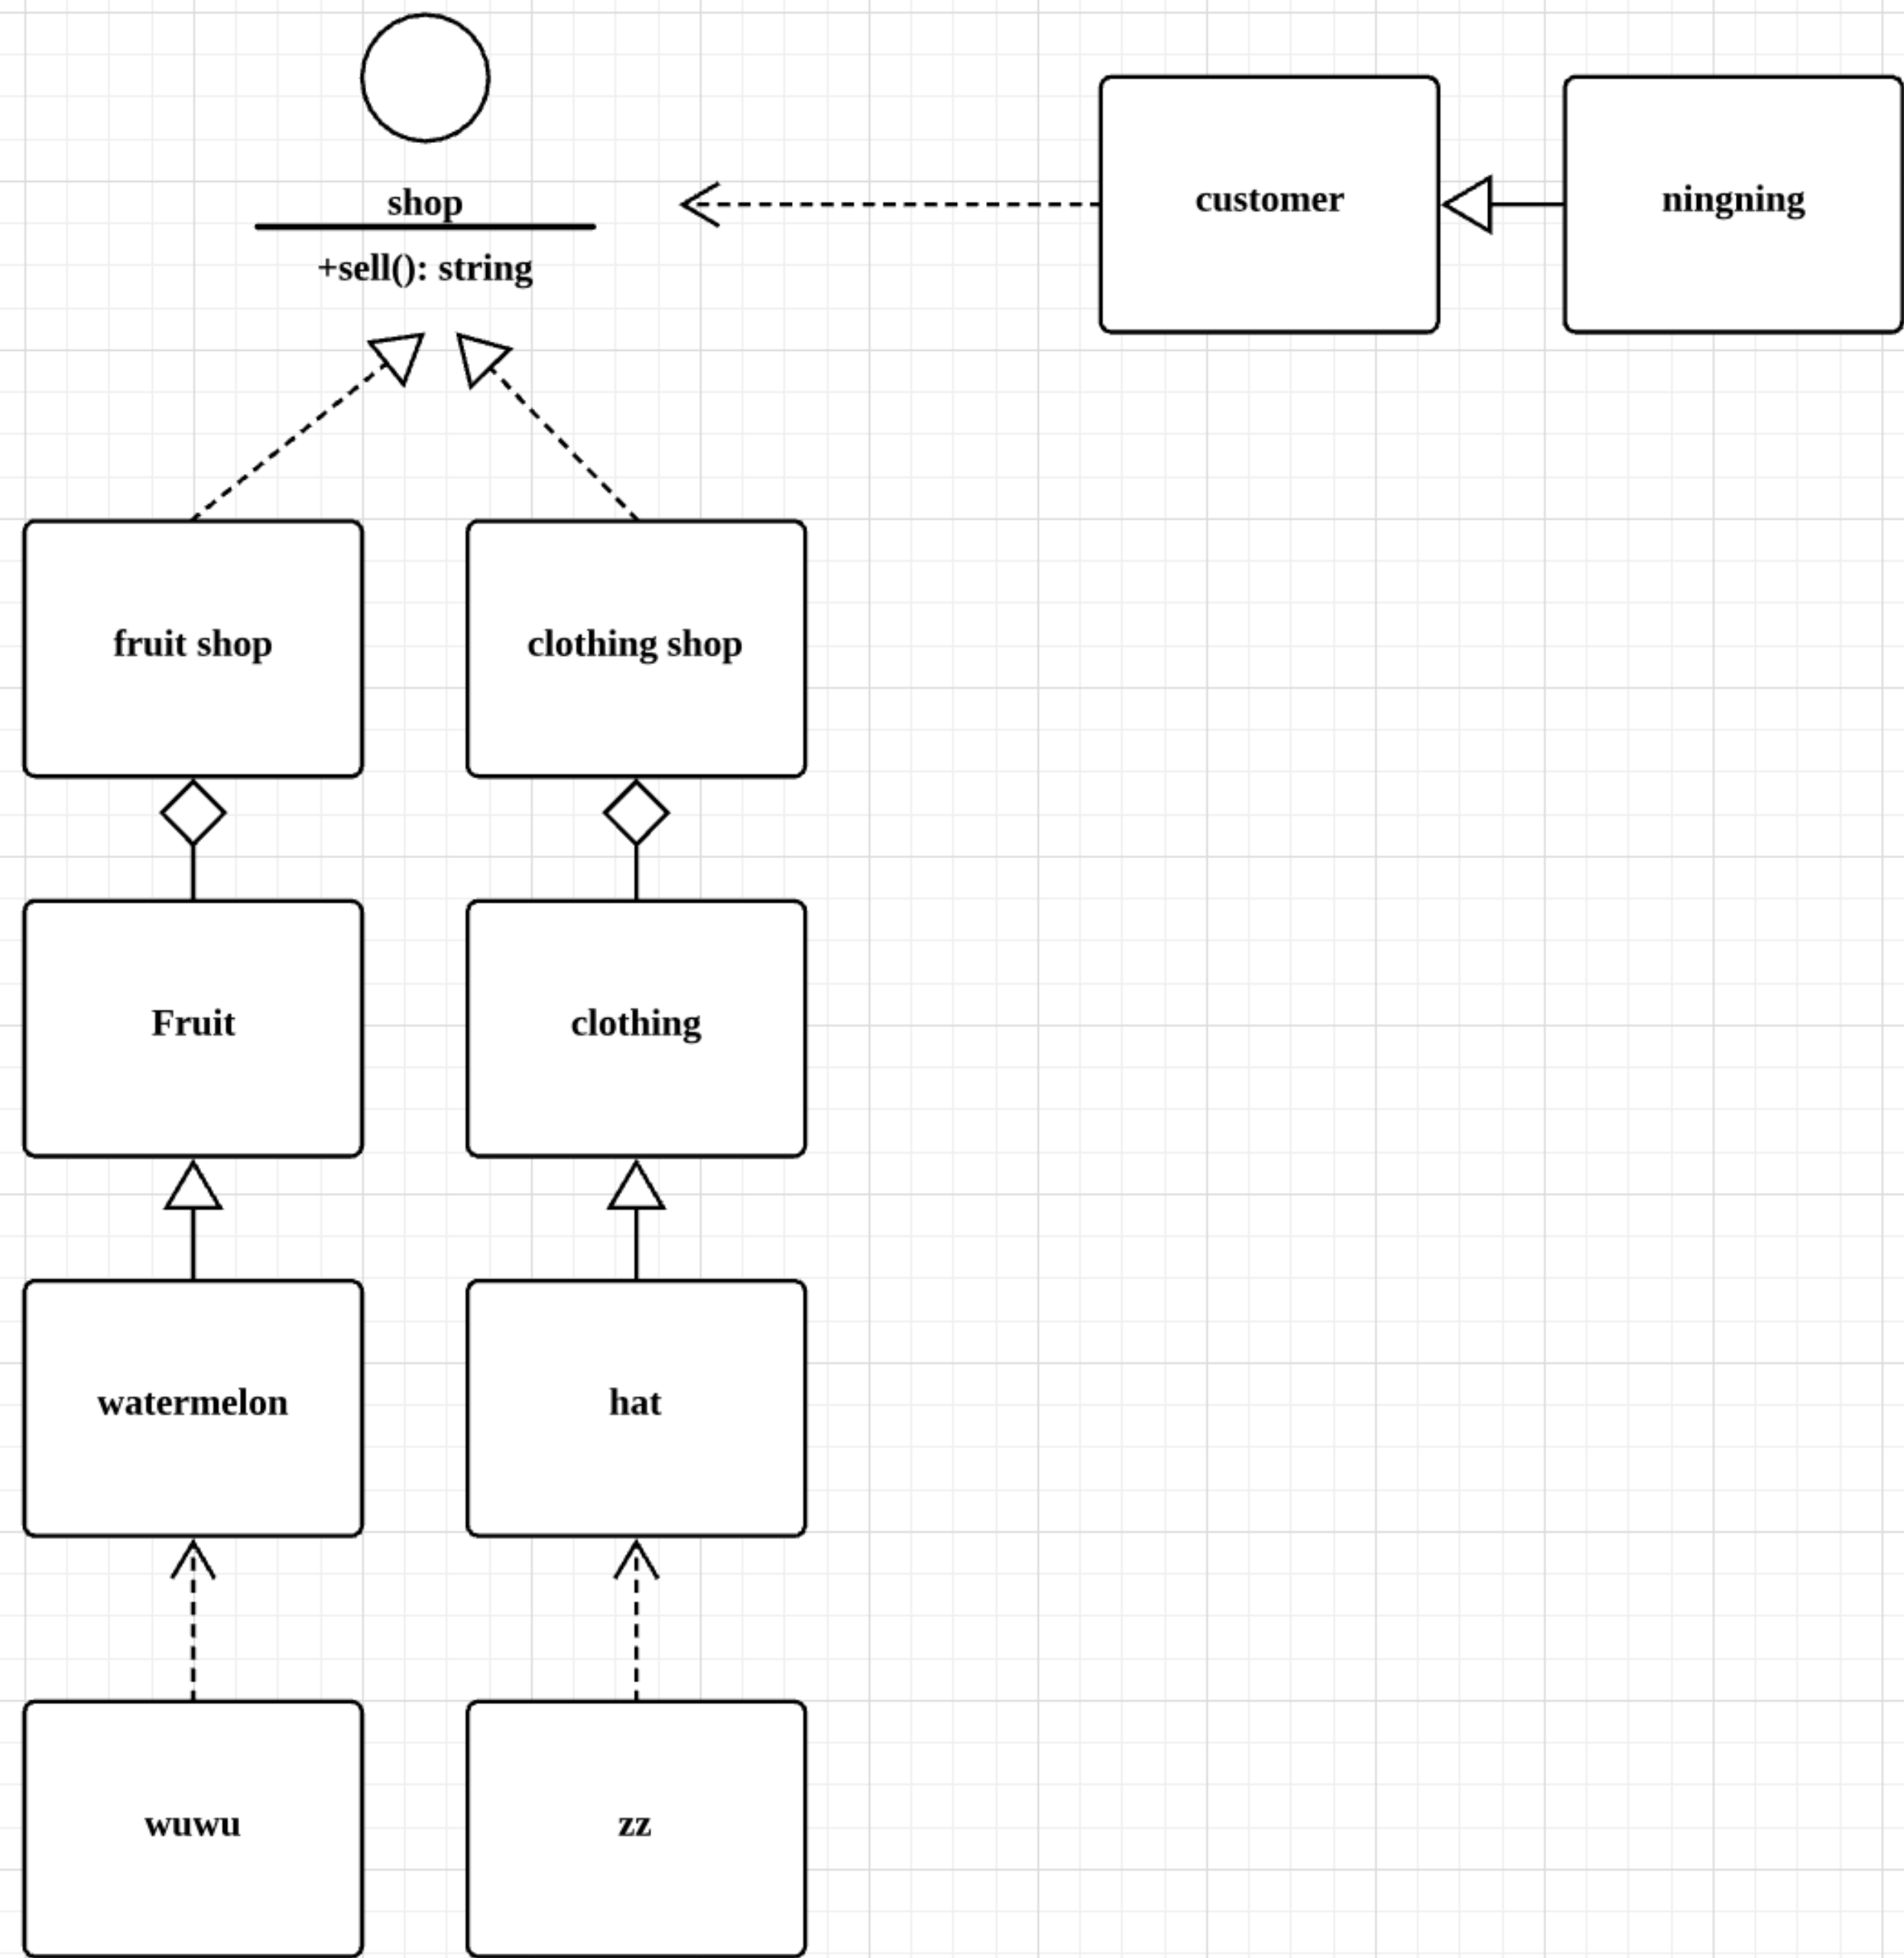 shop
+sell(): string
customer
ningning
fruit shop
clothing shop
Fruit
clothing
watermelon
hat
wuwu
zz